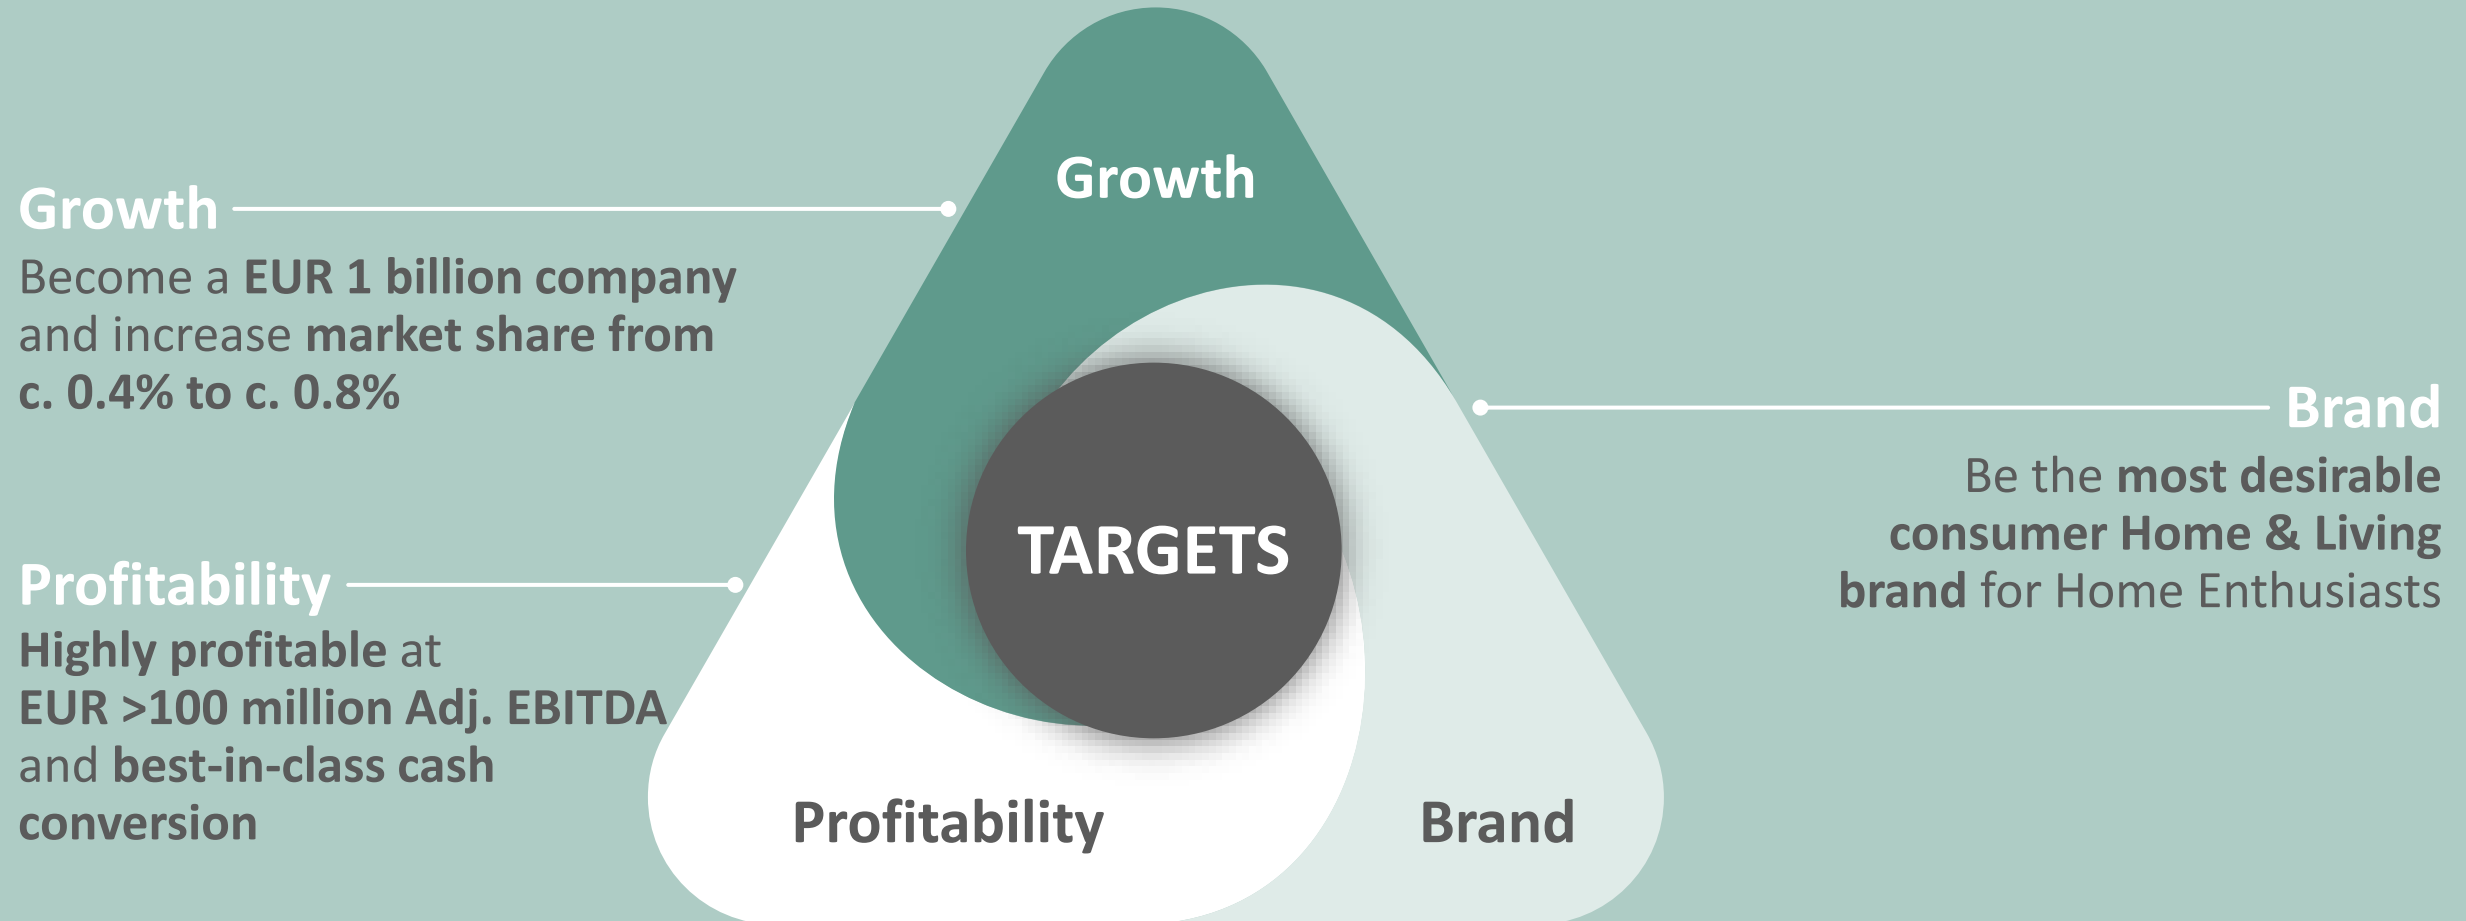 Growth
Become a EUR 1 billion company
and increase market share from
c. 0.4% to c. 0.8%
Profitability
Highly profitable at
EUR >100 million Adj. EBITDA
and best-in-class cash
conversion
Growth
TARGETS
Profitability
Brand
Brand
Be the most desirable
consumer Home & Living
brand for Home Enthusiasts